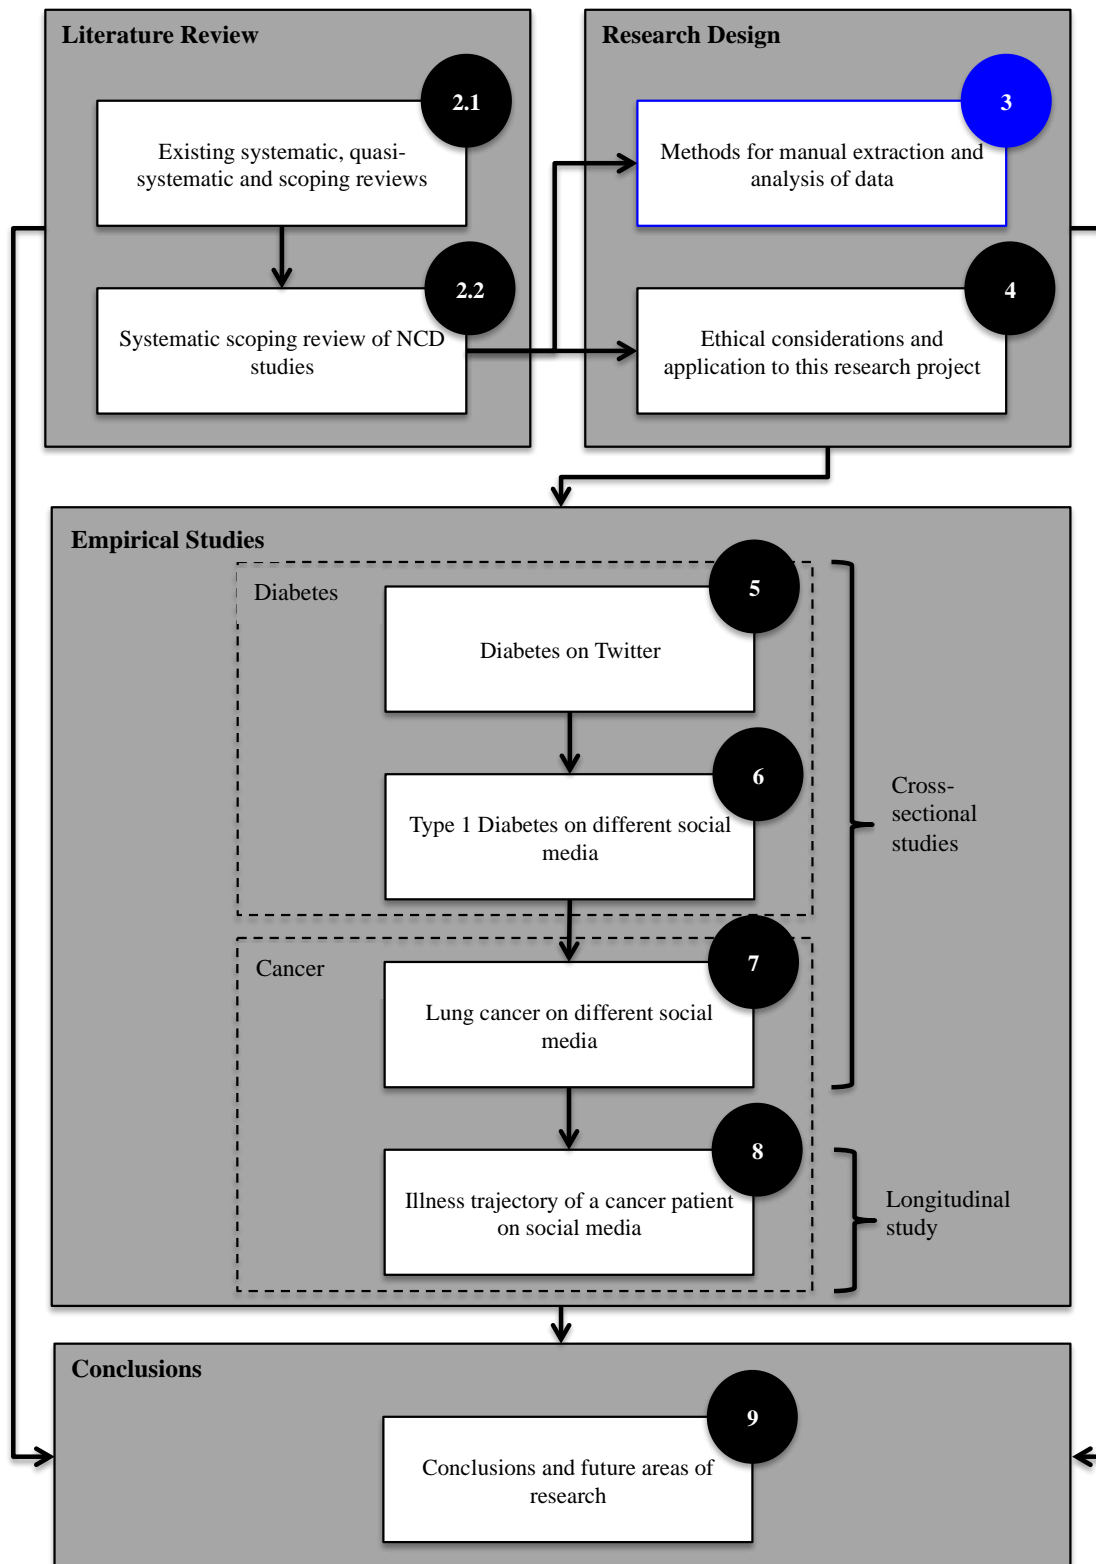 Literature Review
2.1
Existing systematic, quasi-
systematic and scoping reviews
2.2
Systematic scoping review of NCD
studies
Research Design
3
Methods for manual extraction and
analysis of data
4
Ethical considerations and
application to this research project
Empirical Studies
Diabetes
5
Diabetes on Twitter
6
Type 1 Diabetes on different social
media
Cross-
sectional
studies
Cancer
7
Lung cancer on different social
media
8
Illness trajectory of a cancer patient
on social media
Longitudinal
study
Conclusions
9
Conclusions and future areas of
research